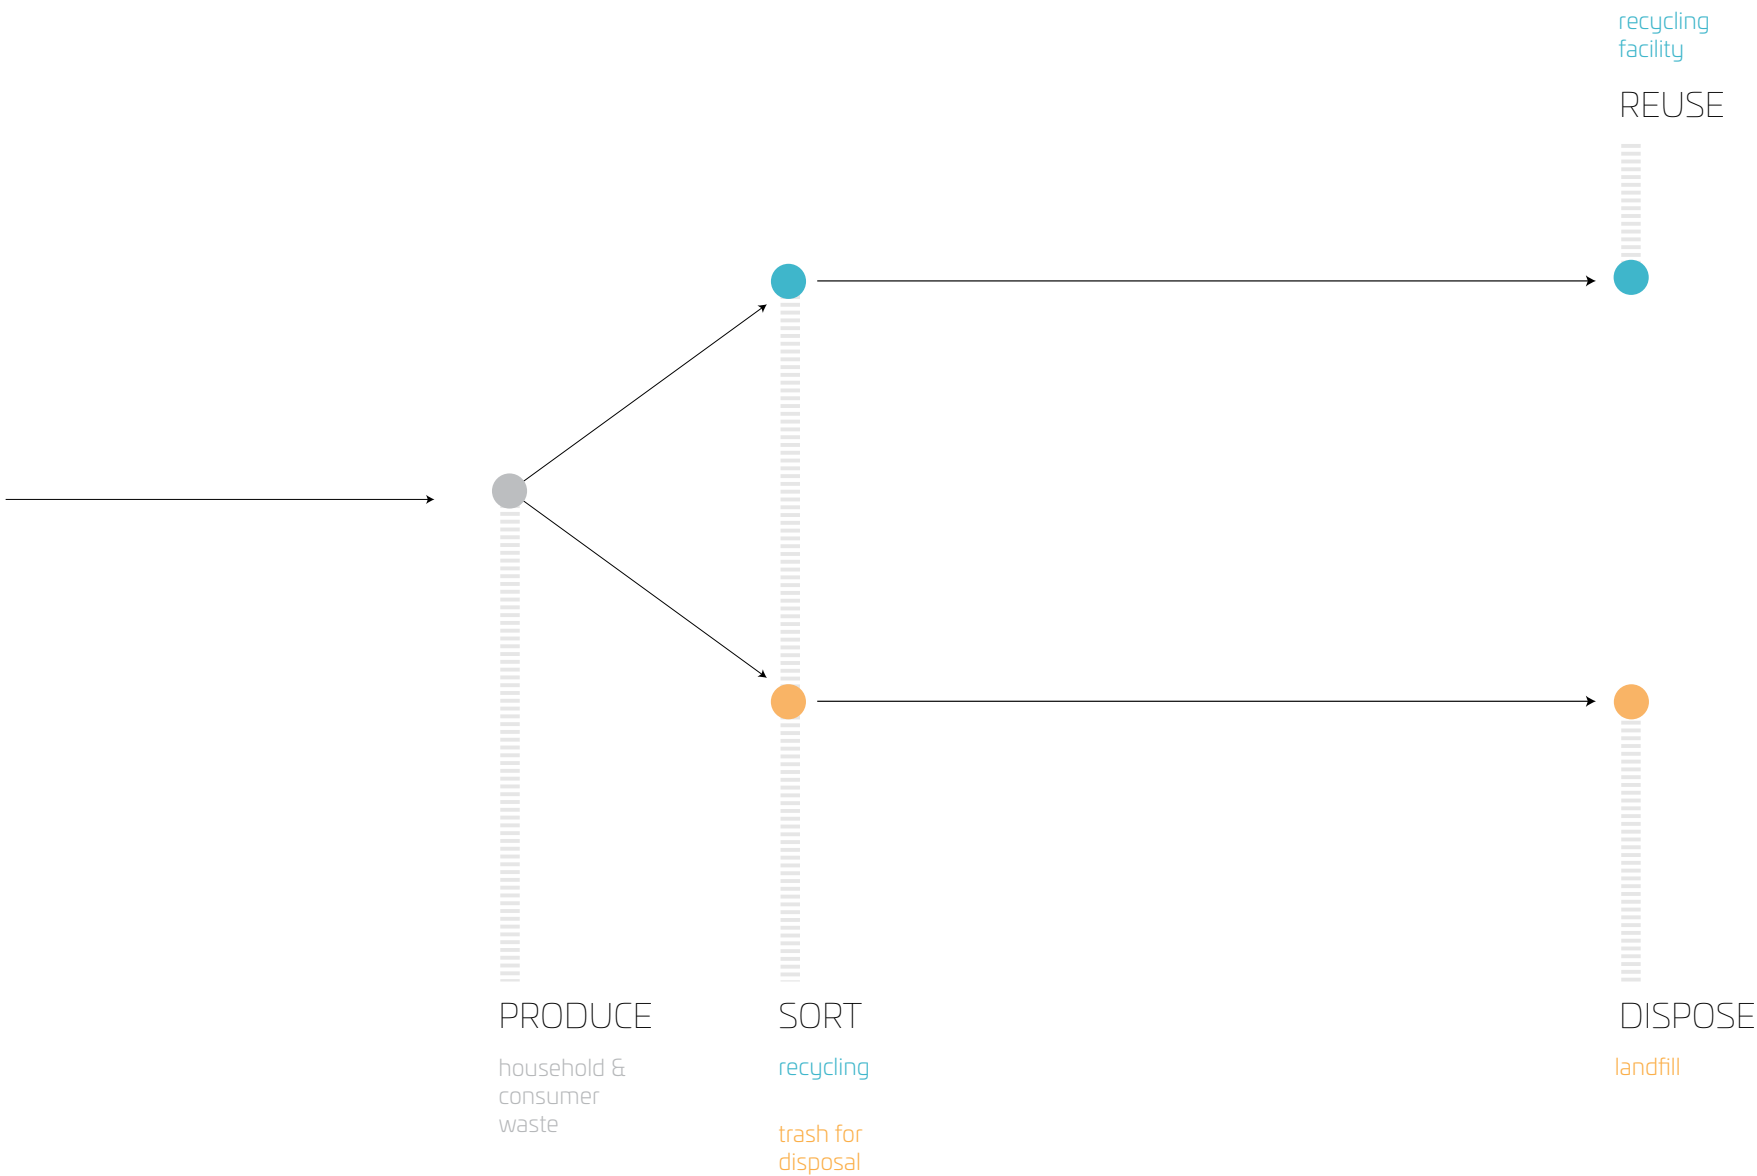 recycling
facility
REUSE
PRODUCE
household &
consumer
waste
SORT
recycling
trash for
disposal
DISPOSE
landfill